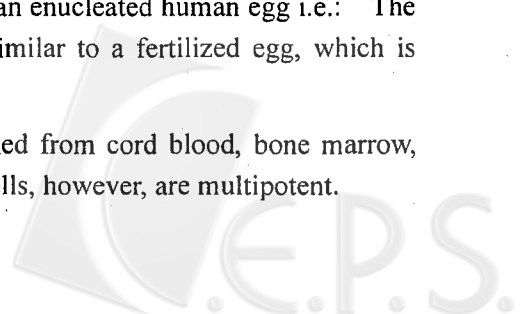 an enucleated human egg i.e.: The
imilar to a fertilized egg, which is
ed from cord blood, bone marrow,
lls, however, are multipotent.
C.E.P.S.